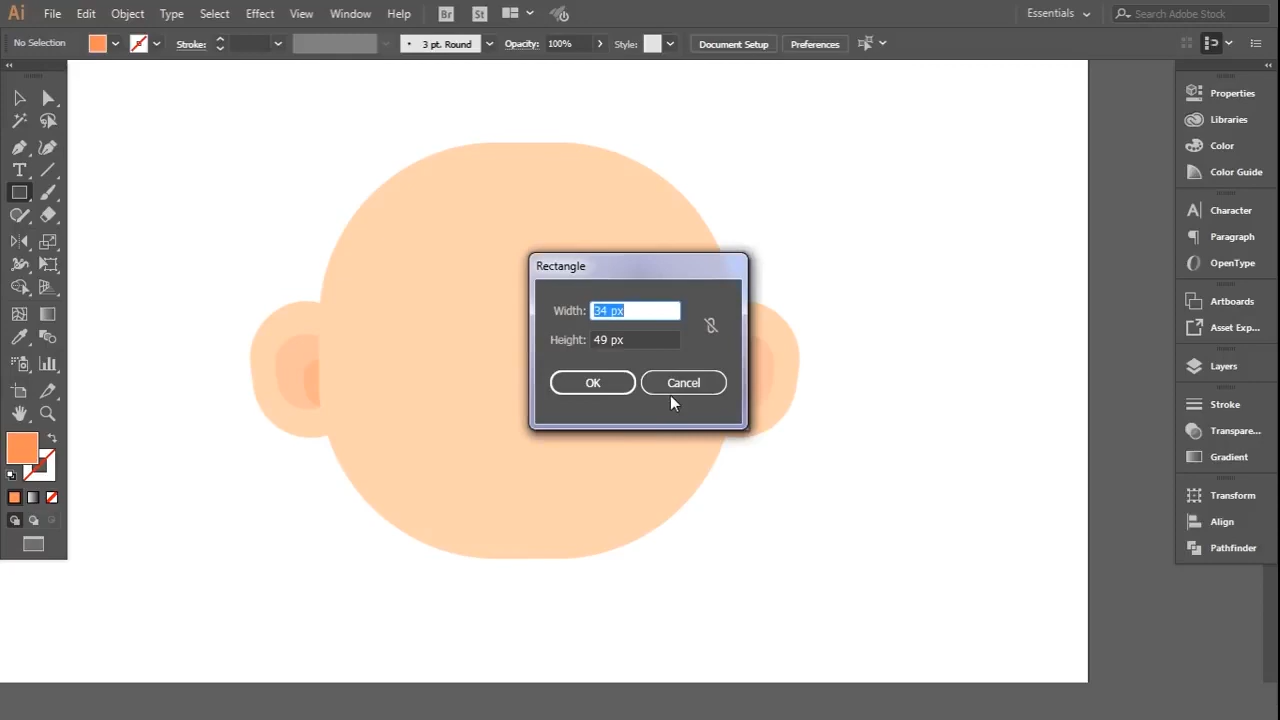 Ai File Edit Object Type Select Effect View Window Help Br St Essentials Search Adobe Stock
No Selection Stroke: 3 pt. Round Opacity: 100% Style: Document Setup Preferences
Properties
Libraries
Color
Color Guide
Character
Paragraph
OpenType
Artboards
Asset Exp...
Layers
Stroke
Transpare...
Gradient
Transform
Align
Pathfinder
Rectangle
Width: 34 px
Height: 49 px
OK Cancel